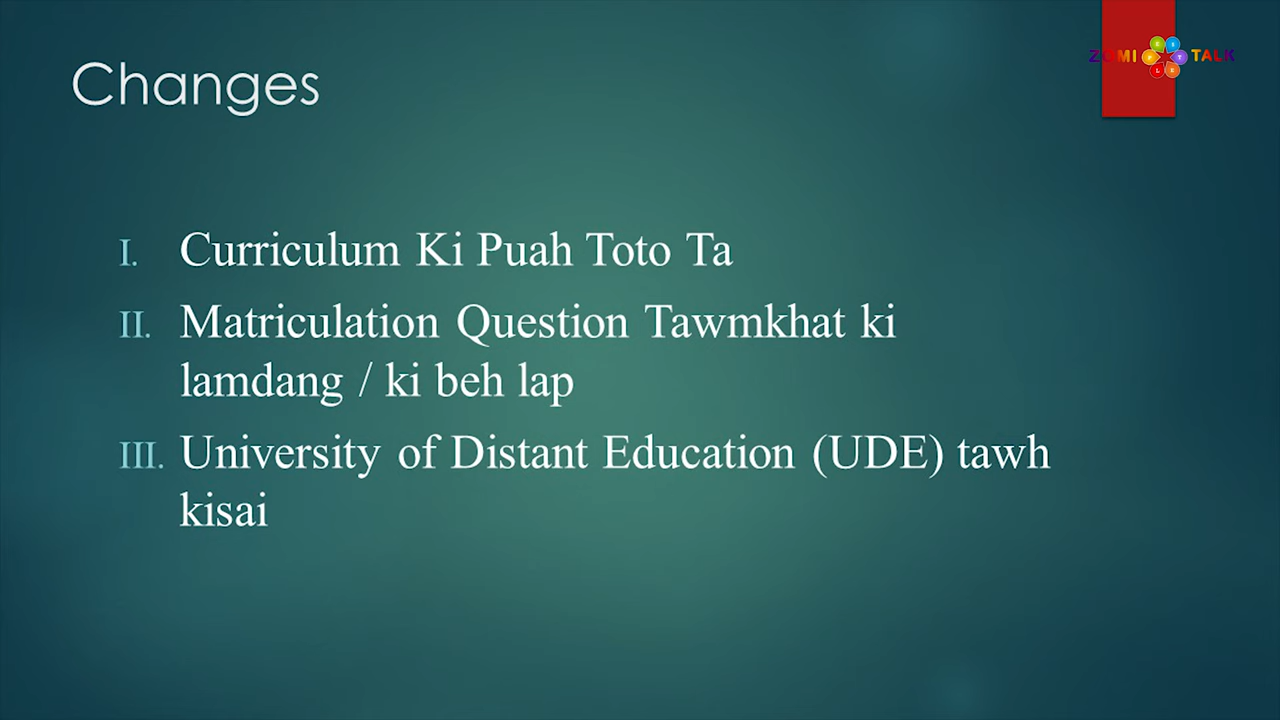 Changes
ZOMI TALK
I. Curriculum Ki Puah Toto Ta
II. Matriculation Question Tawmkhat ki
lamdang / ki beh lap
III. University of Distant Education (UDE) tawh
kisai